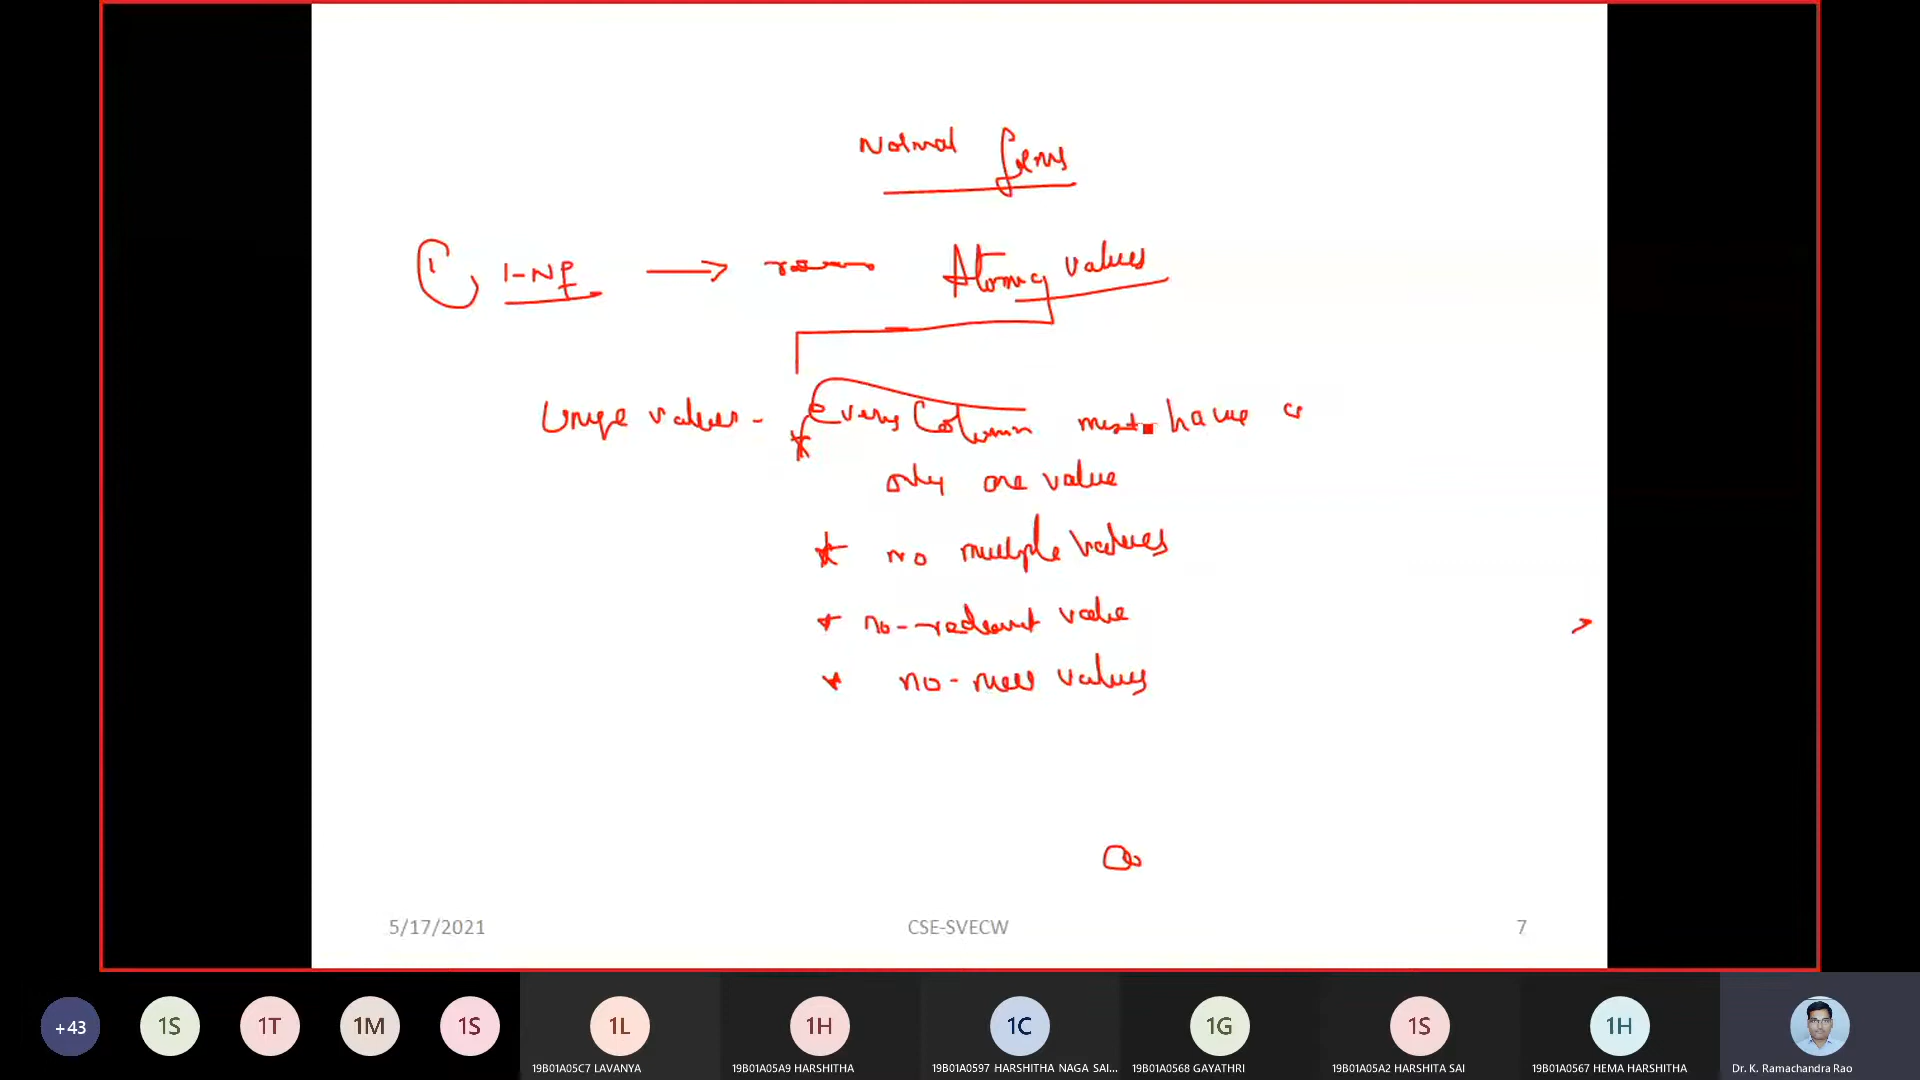 Normal forms
1 1-NF → Atomic values
Unique values - every Column must have a
only one value
* no multiple values
* no-redunant value
* no-null values
5/17/2021 CSE-SVECW 7
+43 1S 1T 1M 1S 1L 1H 1C 1G 1S 1H
19B01A05C7 LAVANYA 19B01A05A9 HARSHITHA 19B01A0597 HARSHITHA NAGA SAI... 19B01A0568 GAYATHRI 19B01A05A2 HARSHITA SAI 19B01A0567 HEMA HARSHITHA Dr. K. Ramachandra Rao